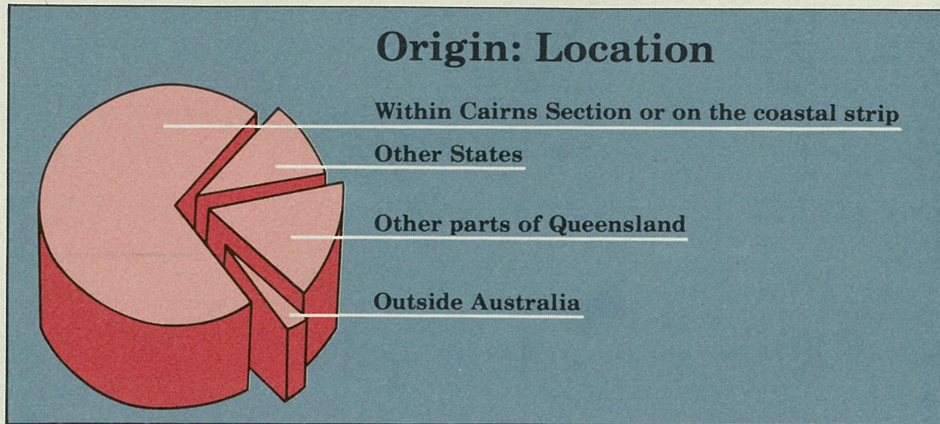 Origin: Location
Within Cairns Section or on the coastal strip
Other States
Other parts of Queensland
Outside Australia